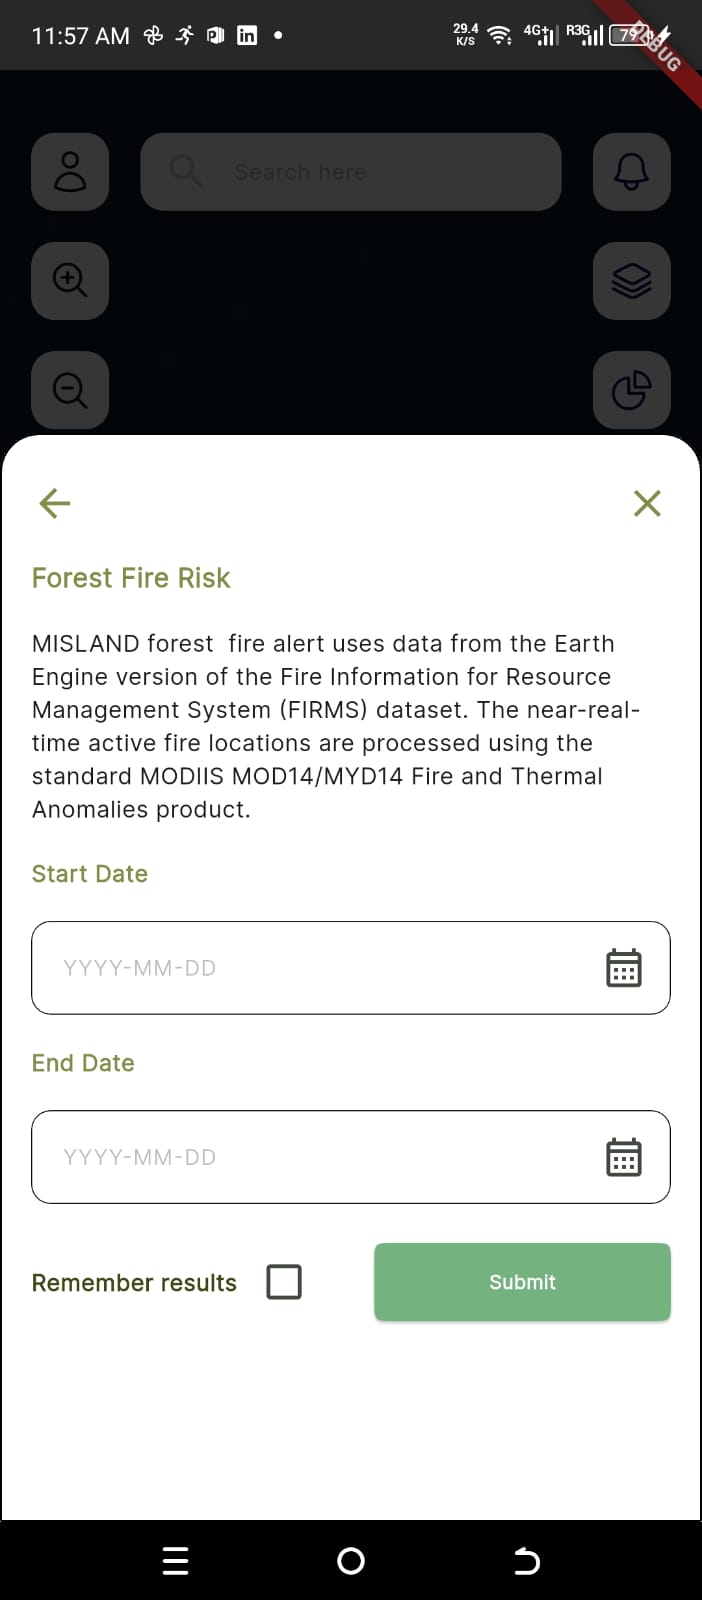 11:57 AM
29.4
K/S
4G+
R3G
79
DEBUG
Search here
Forest Fire Risk
MISLAND forest  fire alert uses data from the Earth
Engine version of the Fire Information for Resource
Management System (FIRMS) dataset. The near-real-
time active fire locations are processed using the
standard MODIIS MOD14/MYD14 Fire and Thermal
Anomalies product.
Start Date
YYYY-MM-DD
End Date
YYYY-MM-DD
Remember results
Submit